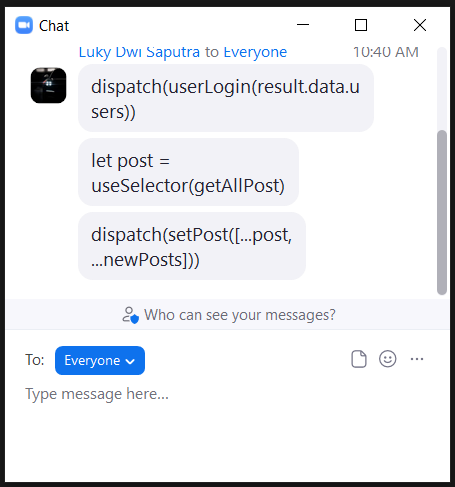 Chat
Luky Dwi Saputra to Everyone 10:40 AM
dispatch(userLogin(result.data.u
sers))
let post =
useSelector(getAllPost)
dispatch(setPost([...post,
...newPosts]))
Who can see your messages?
To: Everyone
Type message here...